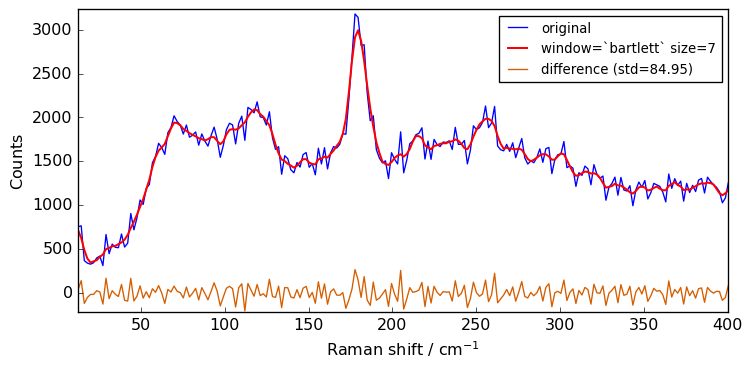 3000
2500
2000
1500
1000
500
0
Counts
original
window=`bartlett` size=7
difference (std=84.95)
50 100 150 200 250 300 350 400
Raman shift / cm⁻¹